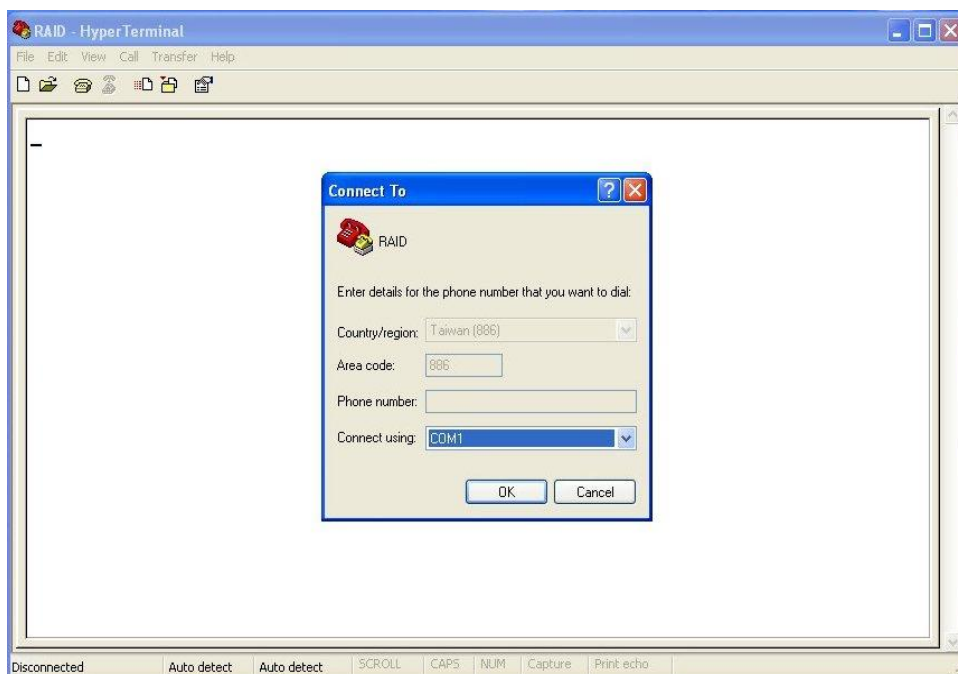 RAID - HyperTerminal
File Edit View Call Transfer Help
Connect To
RAID
Enter details for the phone number that you want to dial:
Country/region: Taiwan (886)
Area code: 886
Phone number:
Connect using: COM1
OK Cancel
Disconnected Auto detect Auto detect SCROLL CAPS NUM Capture Print echo